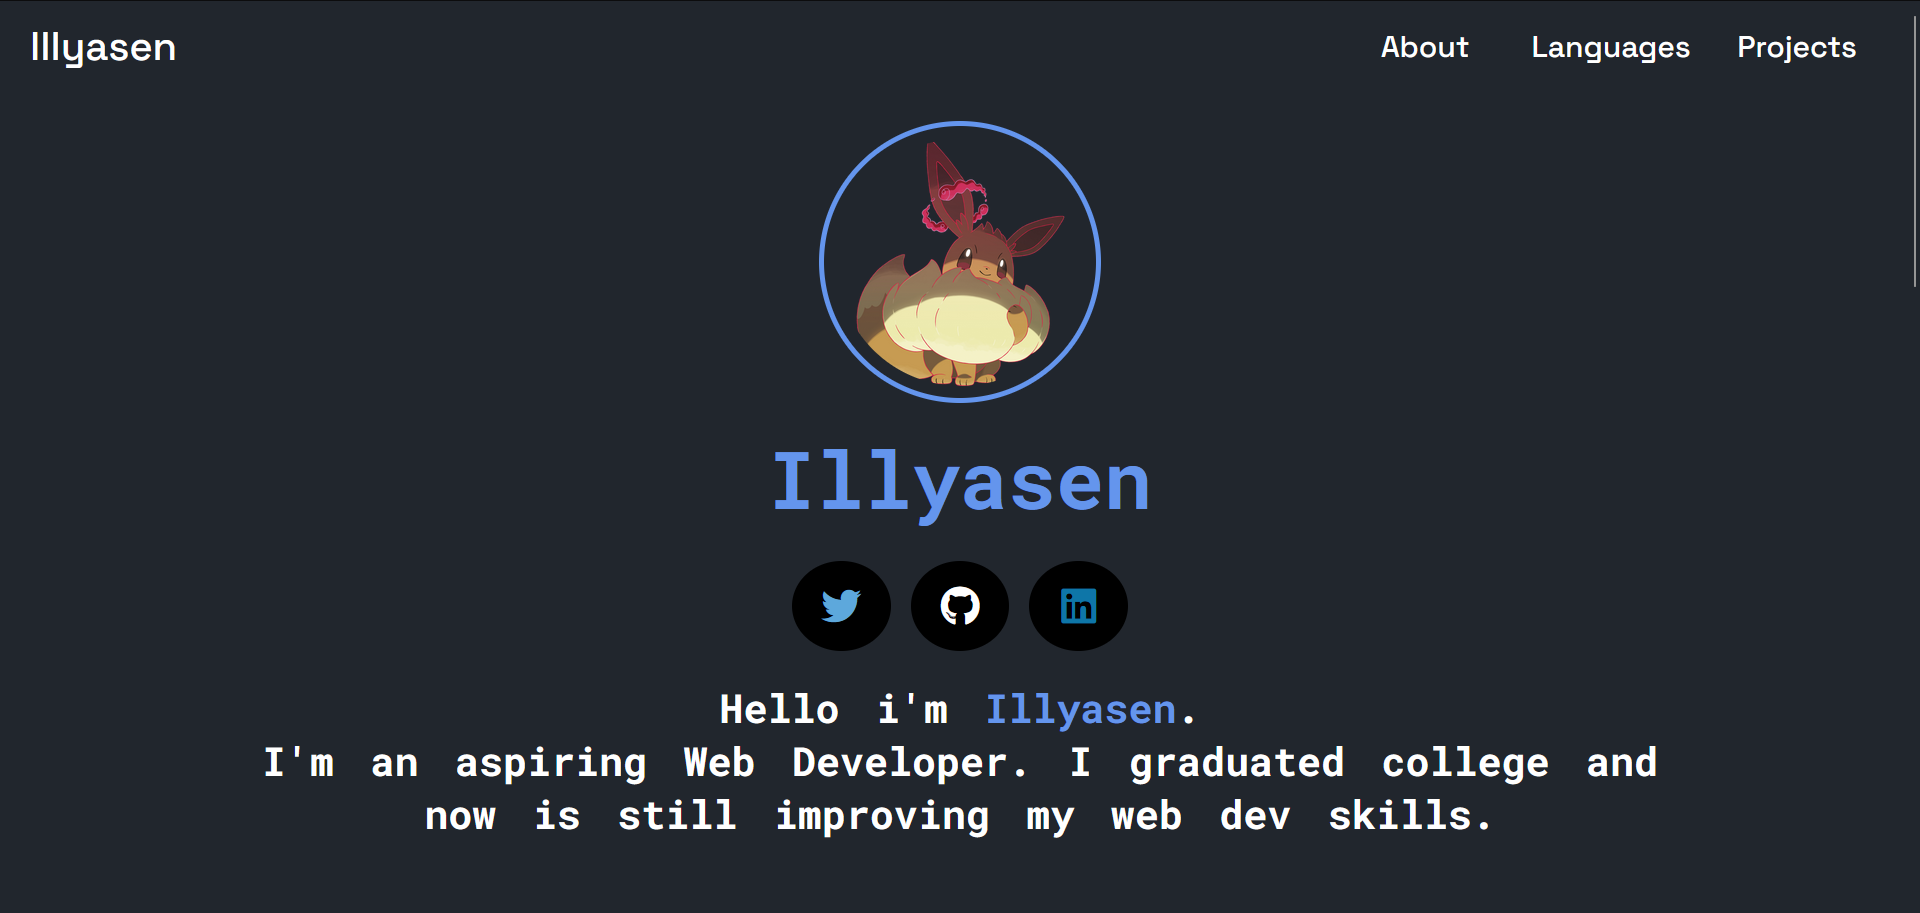 Illyasen
About Languages Projects
Illyasen
in
Hello i'm Illyasen.
I'm an aspiring Web Developer. I graduated college and
now is still improving my web dev skills.